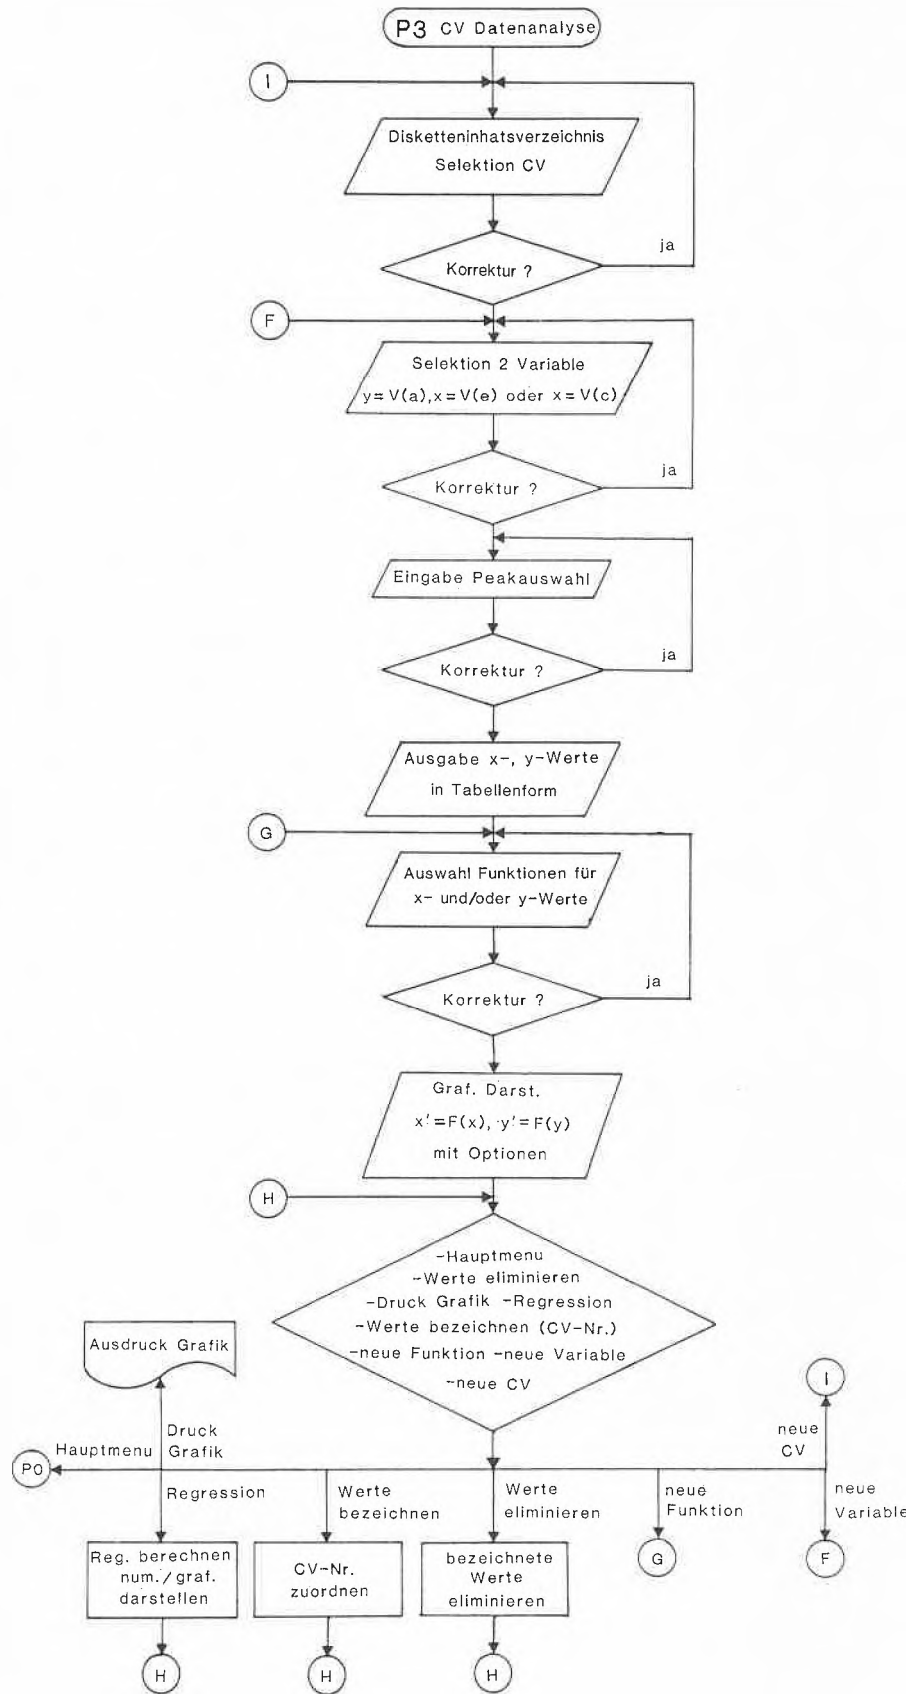 P3 CV Datenanalyse
I
Disketteninhatsverzeichnis
Selektion CV
ja
Korrektur ?
F
Selektion 2 Variable
y=V(a),x=V(e) oder x=V(c)
ja
Korrektur ?
Eingabe Peakauswahl
ja
Korrektur ?
Ausgabe x-, y-Werte
in Tabellenform
G
Auswahl Funktionen für
x- und/oder y-Werte
ja
Korrektur ?
Graf. Darst.
x'=F(x), y'=F(y)
mit Optionen
H
-Hauptmenu
-Werte eliminieren
-Druck Grafik -Regression
-Werte bezeichnen (CV-Nr.)
-neue Funktion -neue Variable
-neue CV
Ausdruck Grafik
I
Druck
Grafik
Hauptmenu
neue
CV
P0
Regression
Werte
bezeichnen
Werte
eliminieren
neue
Funktion
neue
Variable
Reg. berechnen
num./graf.
darstellen
CV-Nr.
zuordnen
bezeichnete
Werte
eliminieren
G
F
H
H
H